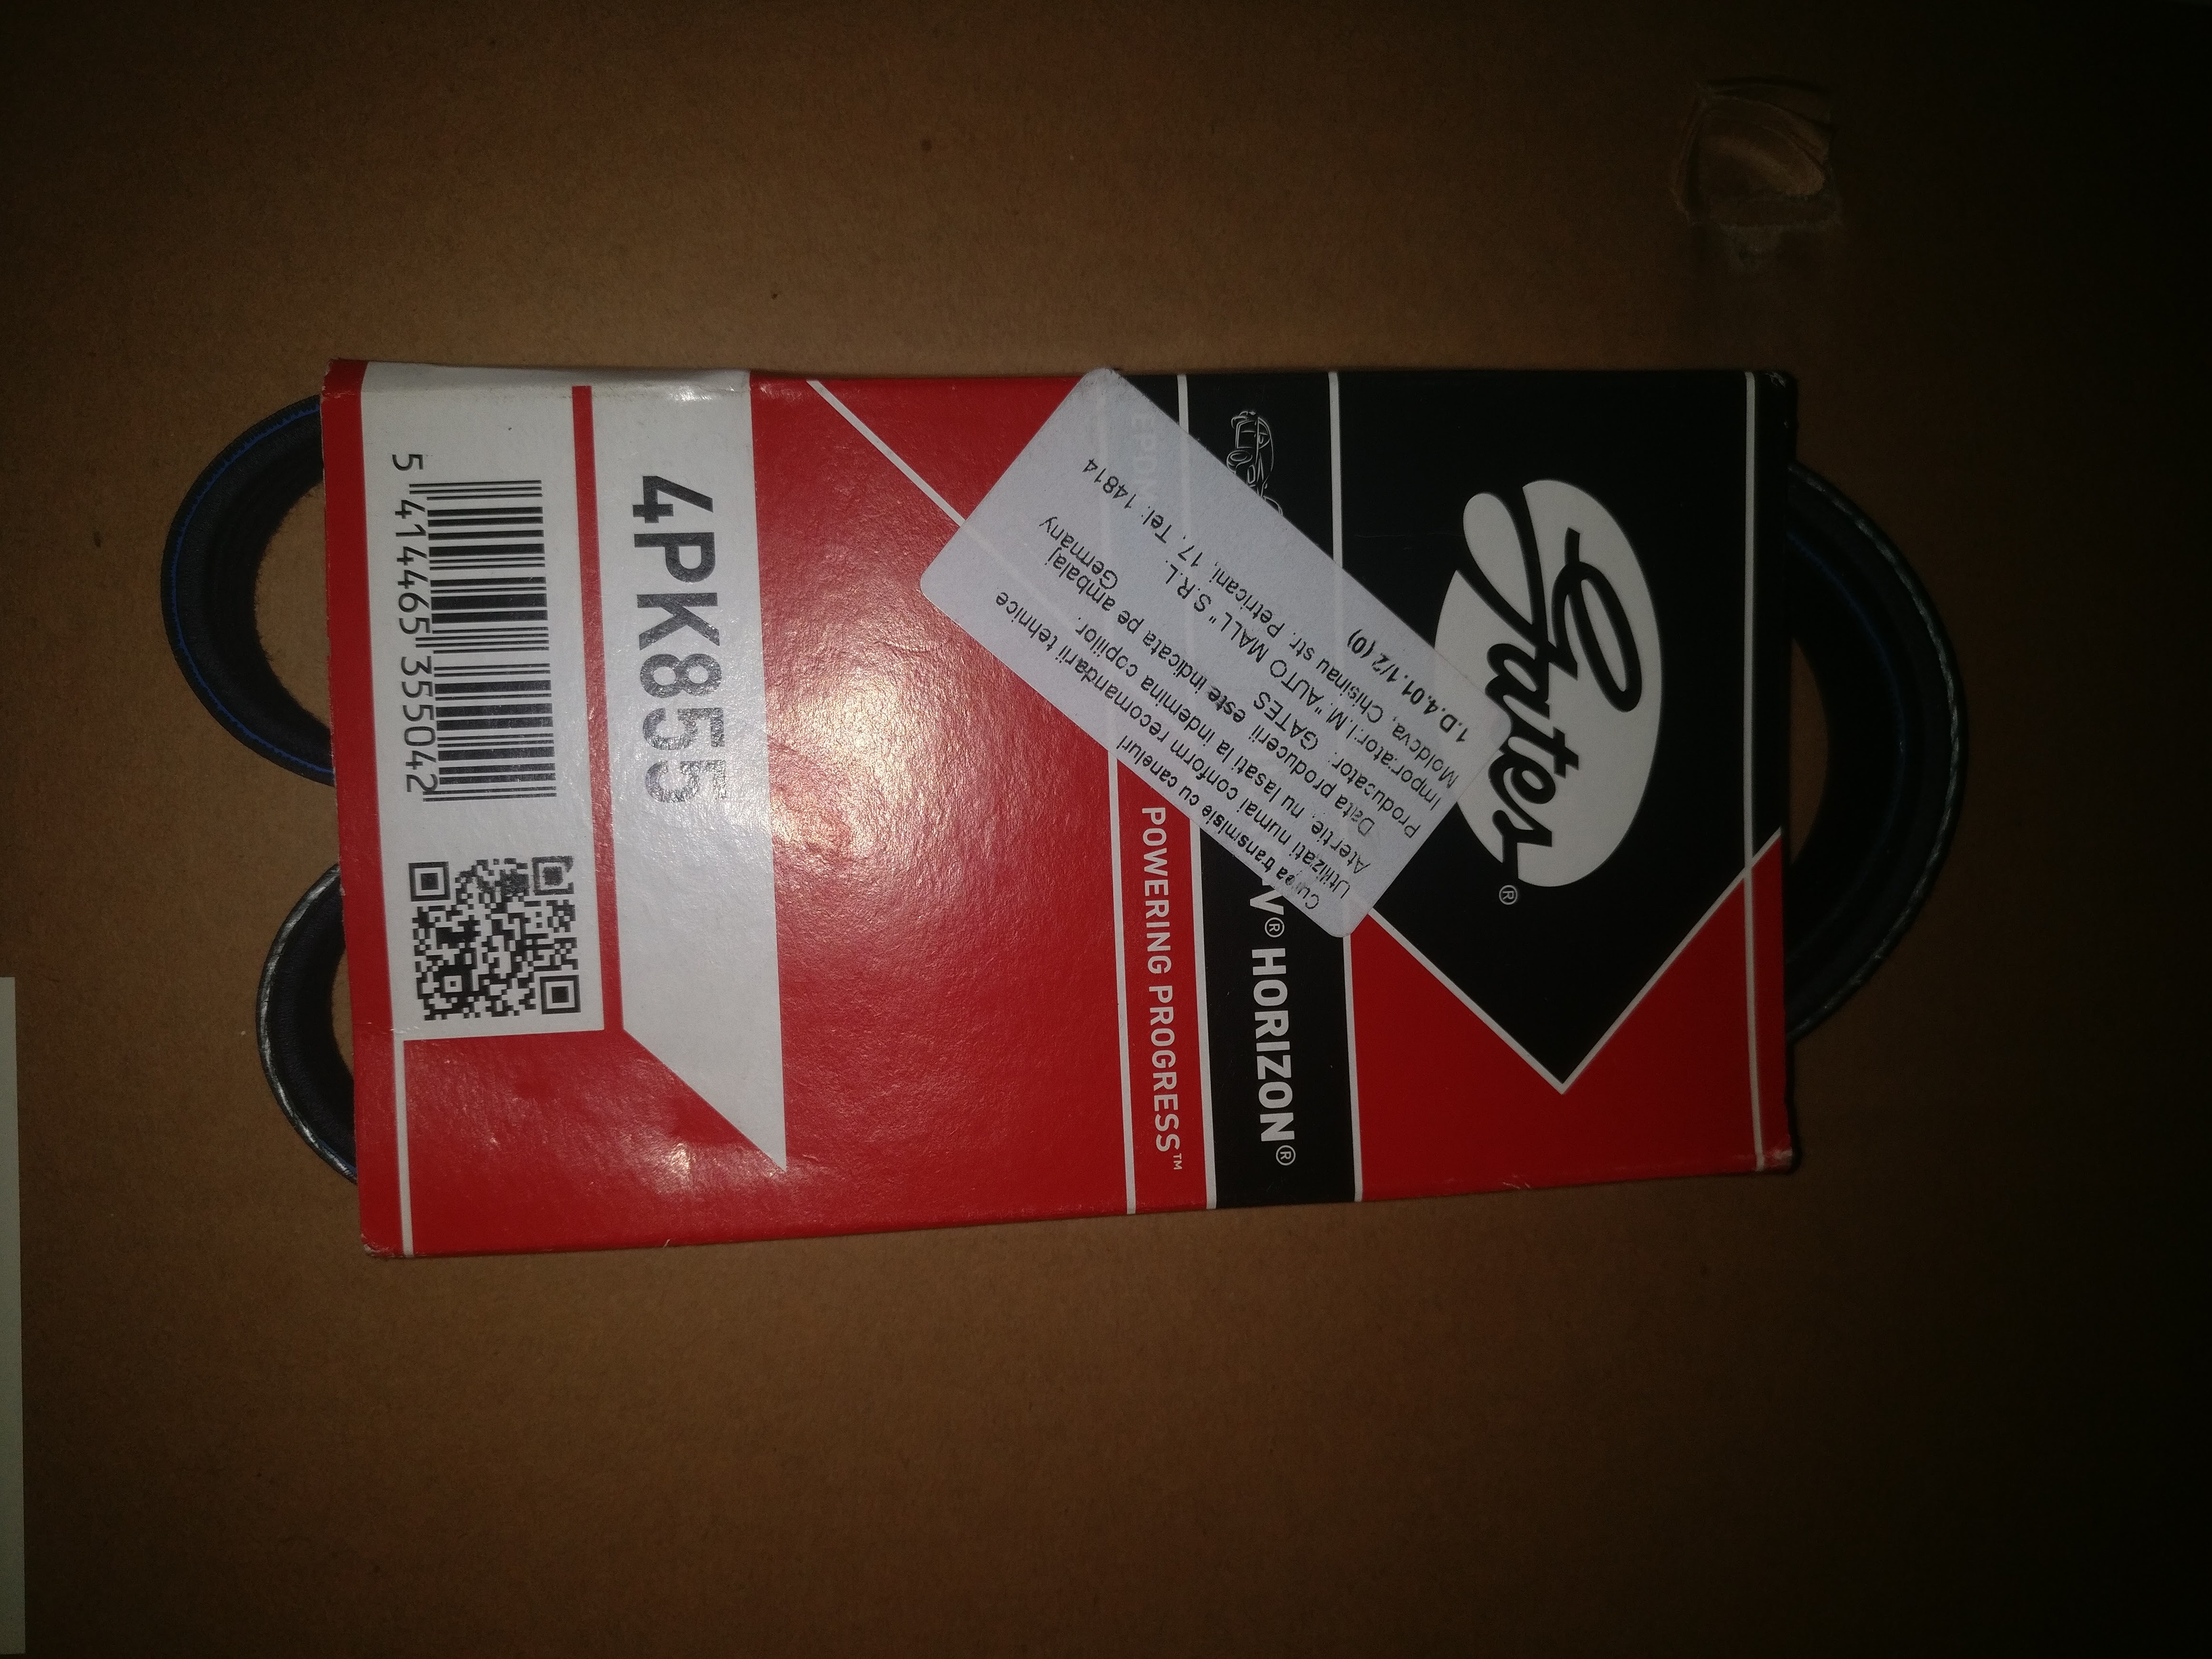 Gates®
V® HORIZON®
POWERING PROGRESS™
Curea transmisie cu caneluri
Utilizati numai conform recomandarii tehnice
Atertie, nu lasati la indemina copiilor.
Data producerii este indicata pe ambalaj
Producator: GATES Germany
Importator:I.M."AUTO MALL" S.R.L.
Moldova, Chisinau str. Petricani, 17. Tel: 14814
1.D.4.01.1/2 (0)
4PK855
5 414465 355042